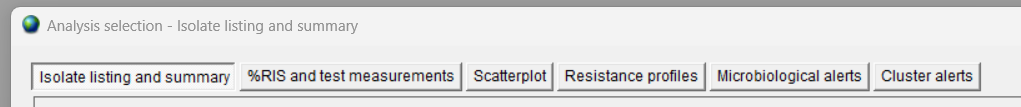 Analysis selection - Isolate listing and summary
Isolate listing and summary %RIS and test measurements Scatterplot Resistance profiles Microbiological alerts Cluster alerts